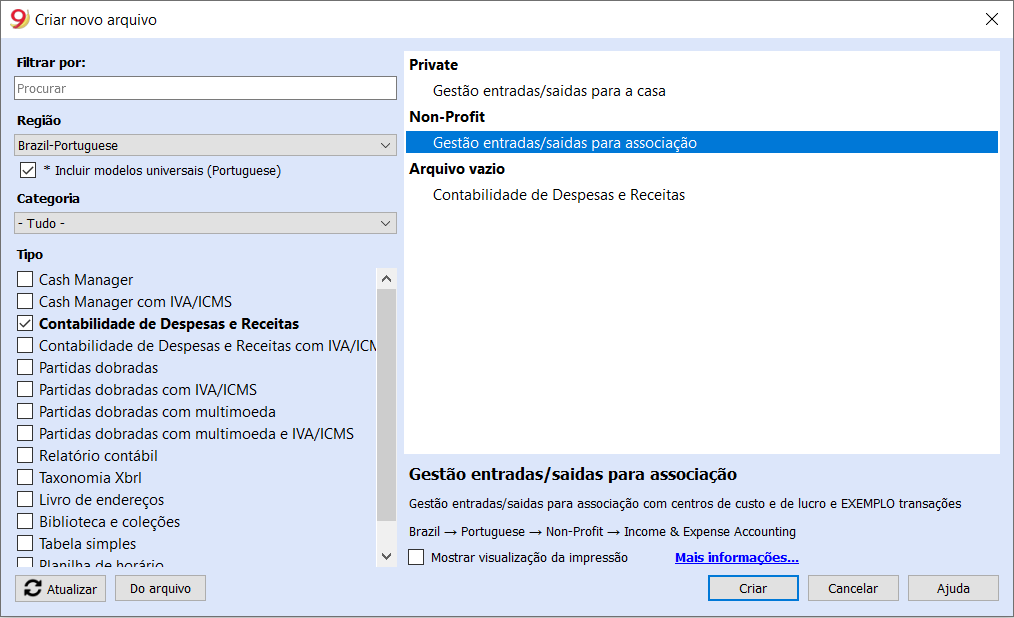 Criar novo arquivo
Filtrar por:
Procurar
Região
Brazil-Portuguese
* Incluir modelos universais (Portuguese)
Categoria
- Tudo -
Tipo
Cash Manager
Cash Manager com IVA/ICMS
Contabilidade de Despesas e Receitas
Contabilidade de Despesas e Receitas com IVA/ICM
Partidas dobradas
Partidas dobradas com IVA/ICMS
Partidas dobradas com multimoeda
Partidas dobradas com multimoeda e IVA/ICMS
Relatório contábil
Taxonomia Xbrl
Livro de endereços
Biblioteca e coleções
Tabela simples
Planilha de horário
Atualizar
Do arquivo
Private
Gestão entradas/saidas para a casa
Non-Profit
Gestão entradas/saidas para associação
Arquivo vazio
Contabilidade de Despesas e Receitas
Gestão entradas/saidas para associação
Gestão entradas/saidas para associação com centros de custo e de lucro e EXEMPLO transações
Brazil → Portuguese → Non-Profit → Income & Expense Accounting
Mostrar visualização da impressão
Mais informações...
Criar
Cancelar
Ajuda